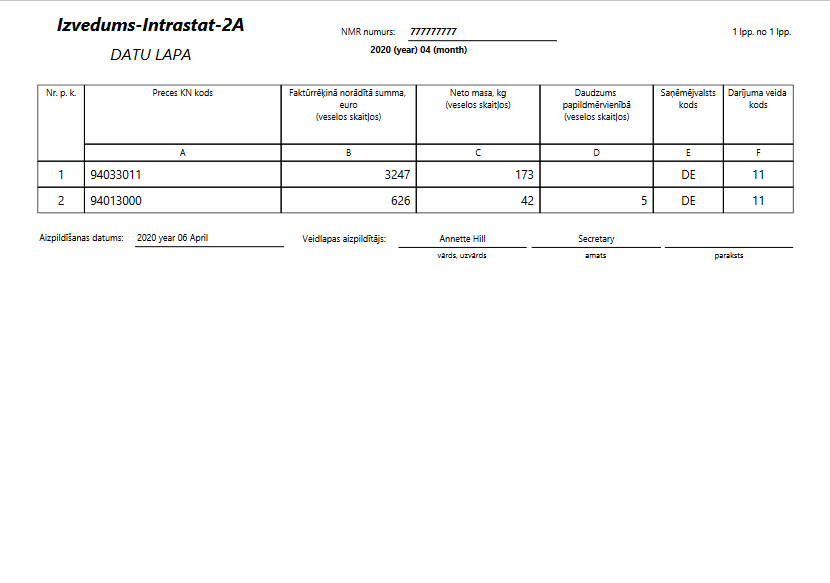 Izvedums-Intrastat-2A
NMR numurs: 777777777
1 lpp. no 1 lpp.
DATU LAPA
2020 (year) 04 (month)
Nr. p. k. Preces KN kods Faktūrrēķinā norādītā summa, Neto masa, kg Daudzums Saņēmējvalsts Darījuma veida
euro (veselos skaitļos) papildmērvienībā kods kods
(veselos skaitļos) (veselos skaitļos)
A B C D E F
1 94033011 3247 173 DE 11
2 94013000 626 42 5 DE 11
Aizpildīšanas datums: 2020 year 06 April Veidlapas aizpildītājs: Annette Hill Secretary
vārds, uzvārds amats paraksts